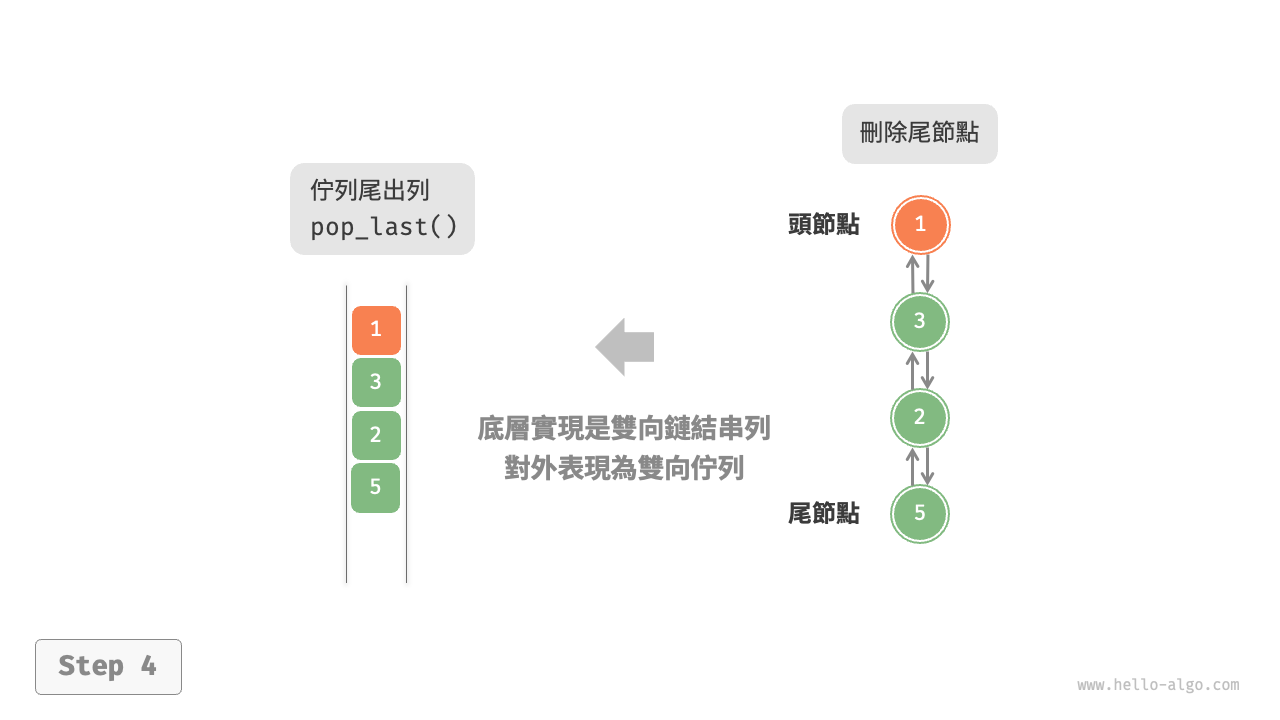 佇列尾出列
pop_last()
1
3
2
5
底層實現是雙向鏈結串列
對外表現為雙向佇列
刪除尾節點
頭節點
1
3
2
尾節點
5
Step 4
www.hello-algo.com